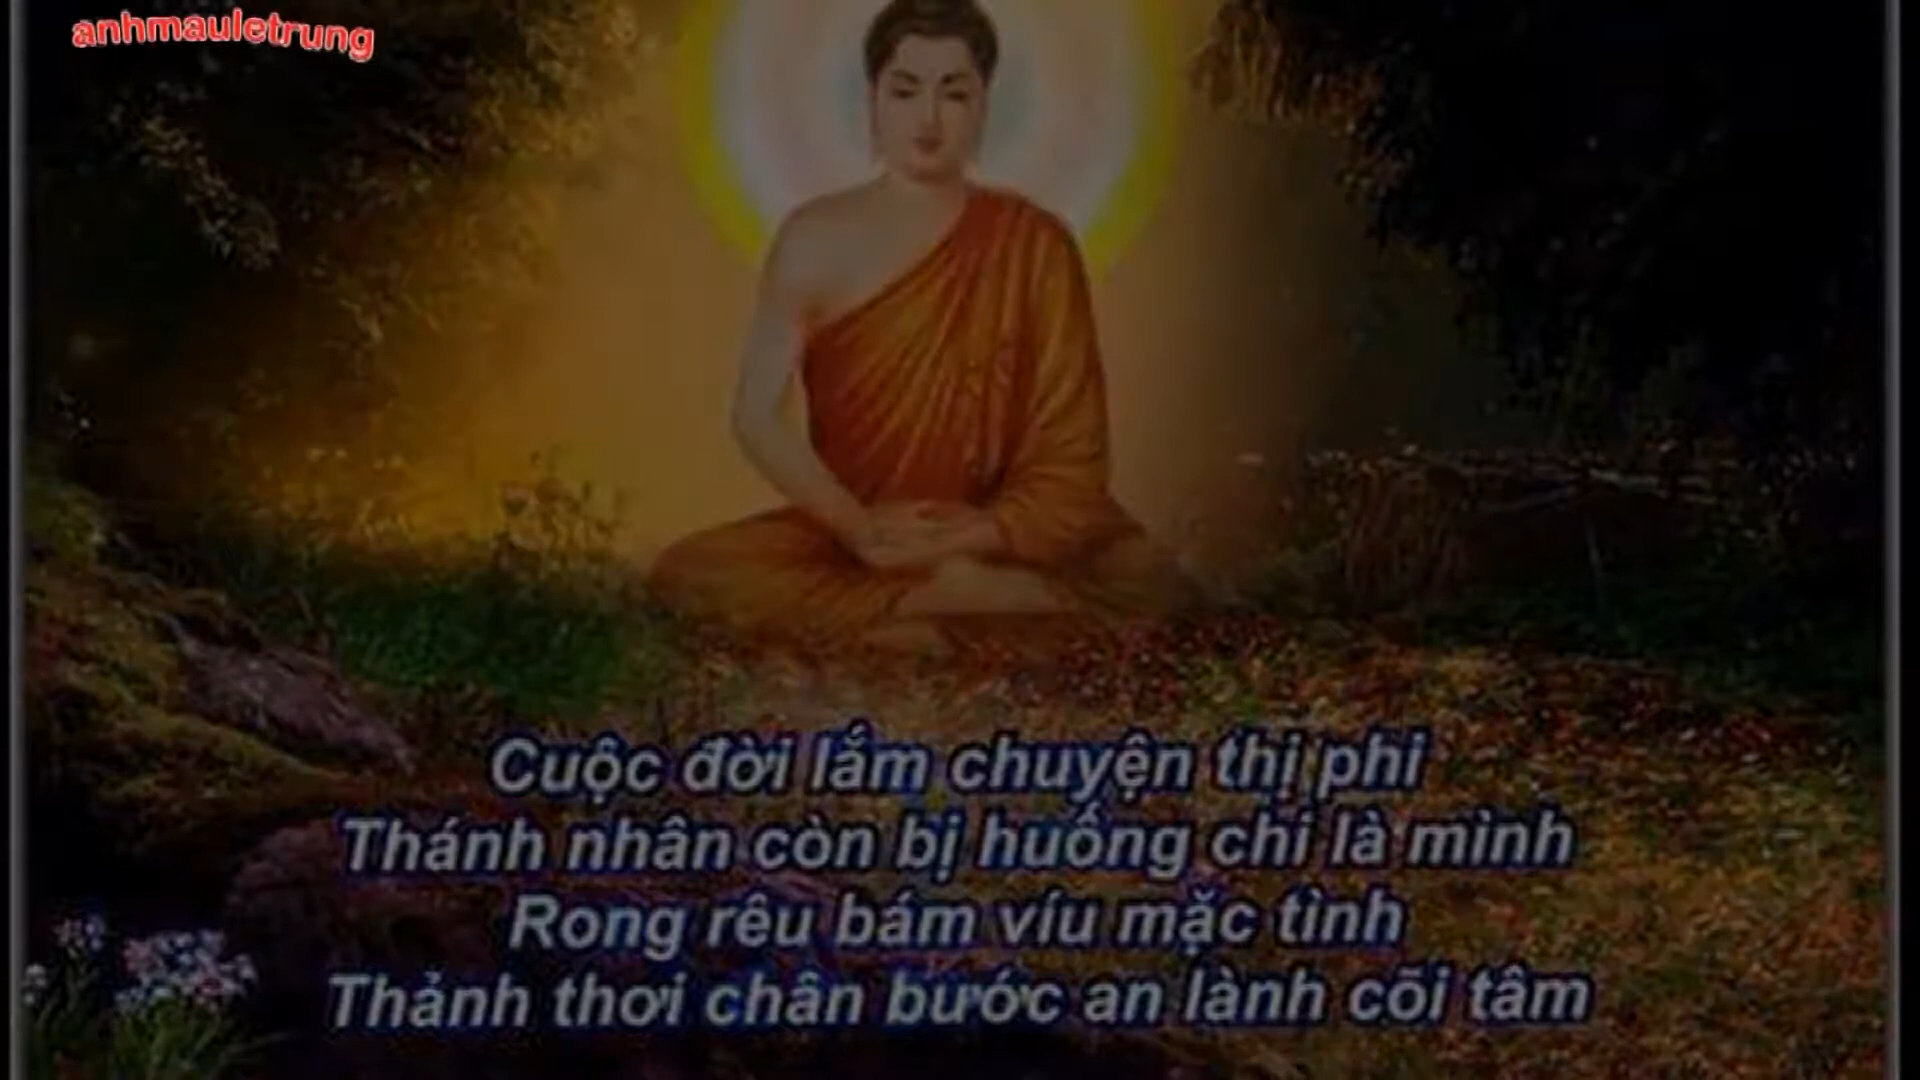 anhmauletrung
Cuộc đời lắm chuyện thị phi
Thánh nhân còn bị huống chi là mình
Rong rêu bám víu mặc tình
Thảnh thơi chân bước an lành cõi tâm